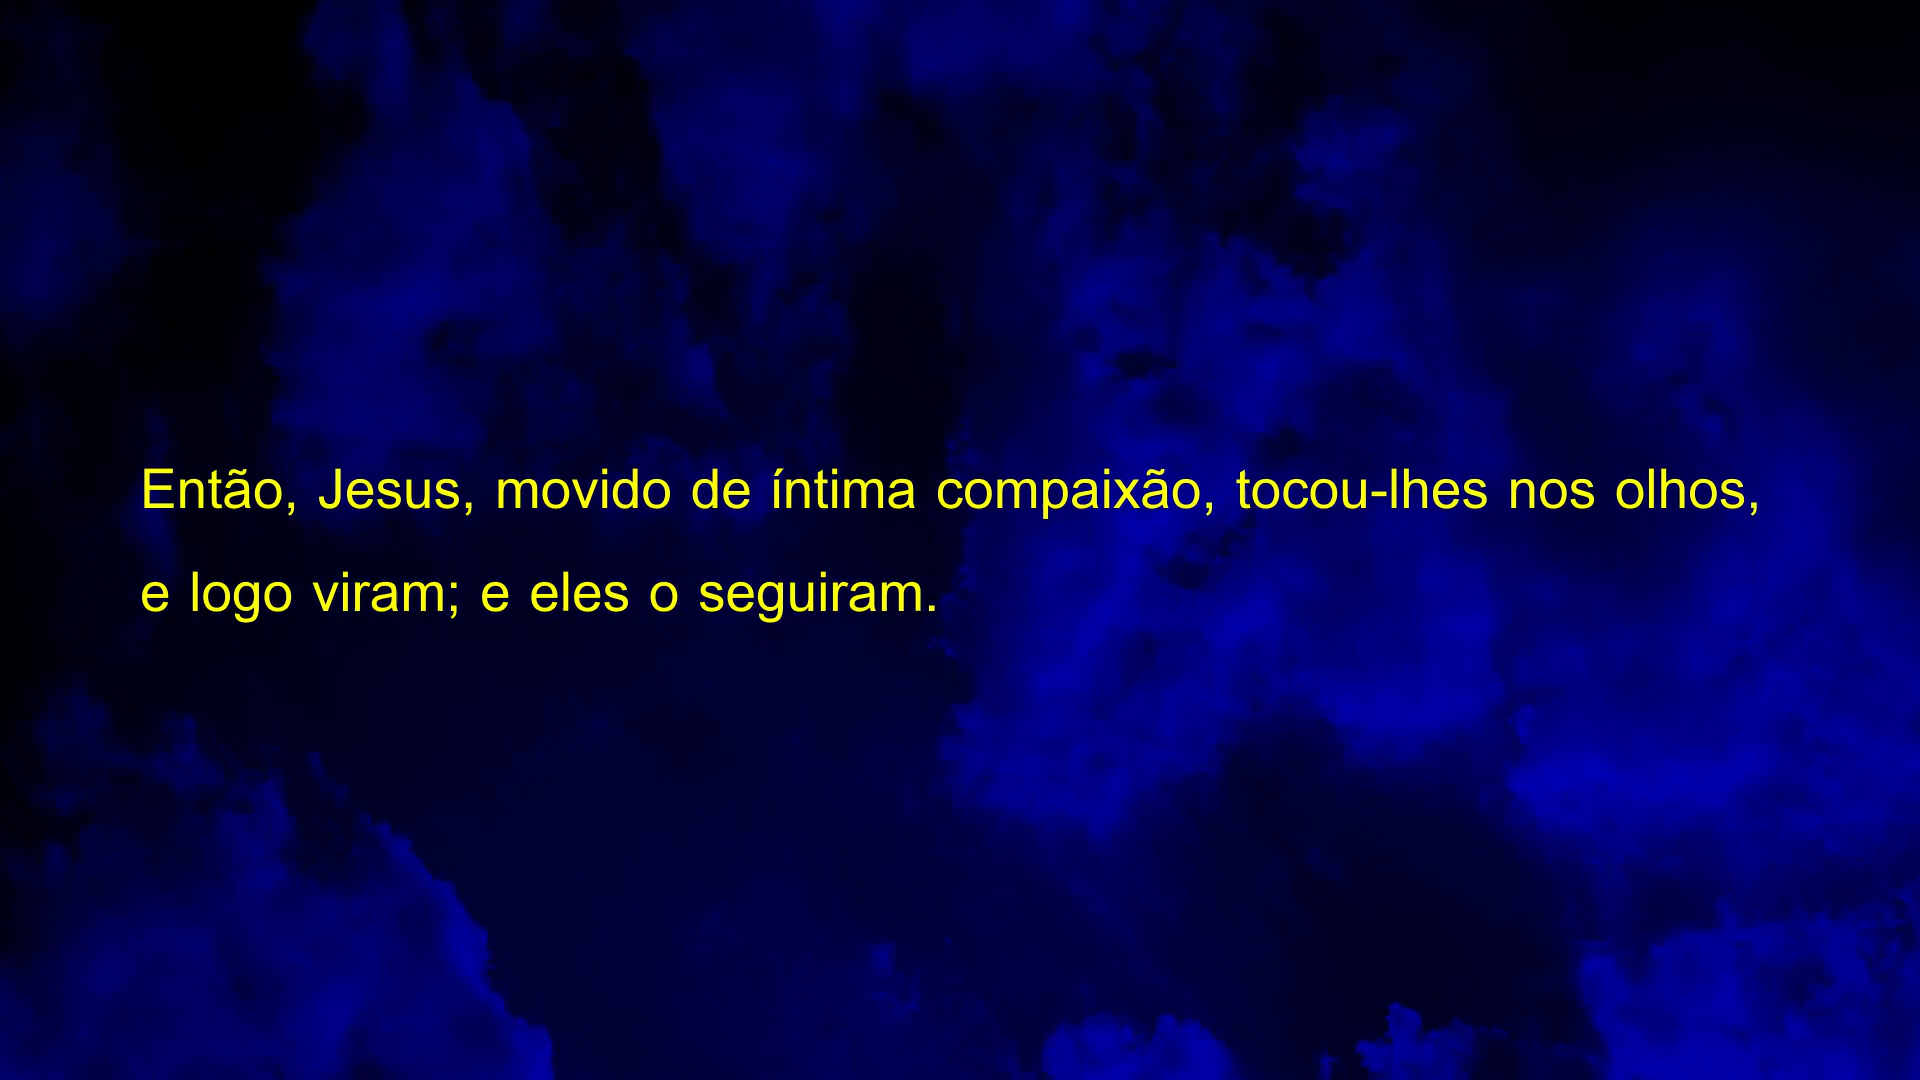 Então, Jesus, movido de íntima compaixão, tocou-lhes nos olhos,
e logo viram; e eles o seguiram.